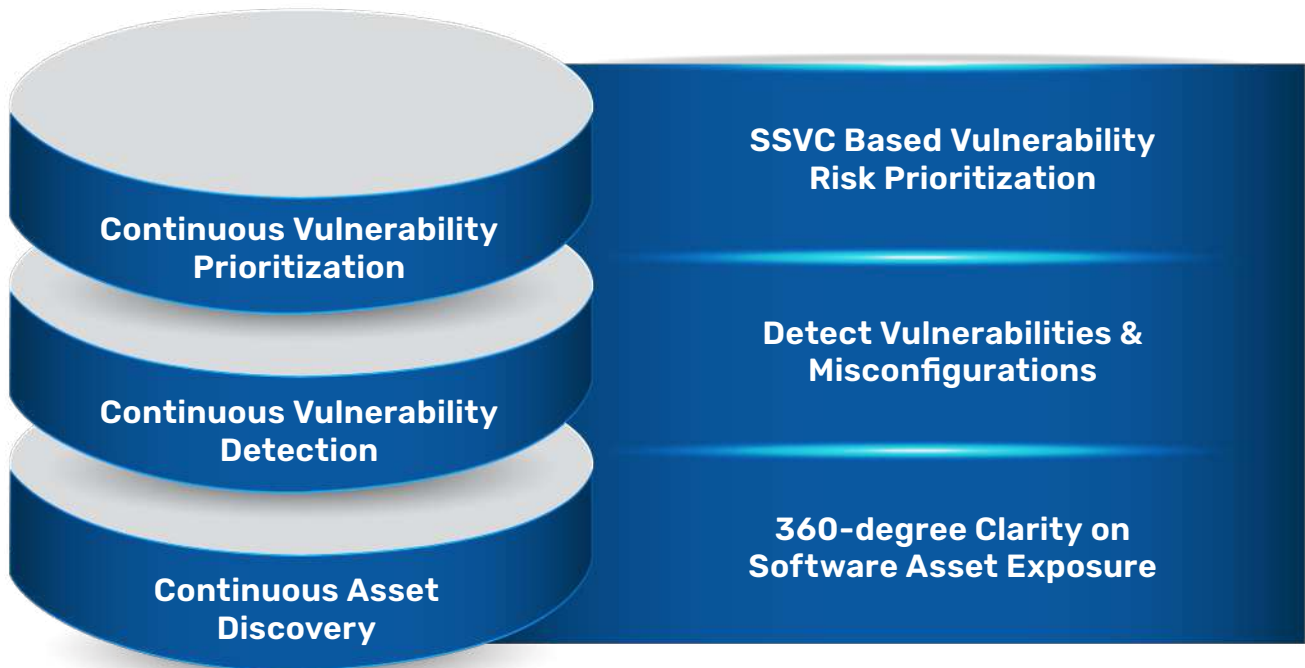 Continuous Vulnerability
Prioritization
SSVC Based Vulnerability
Risk Prioritization
Continuous Vulnerability
Detection
Detect Vulnerabilities &
Misconfigurations
Continuous Asset
Discovery
360-degree Clarity on
Software Asset Exposure